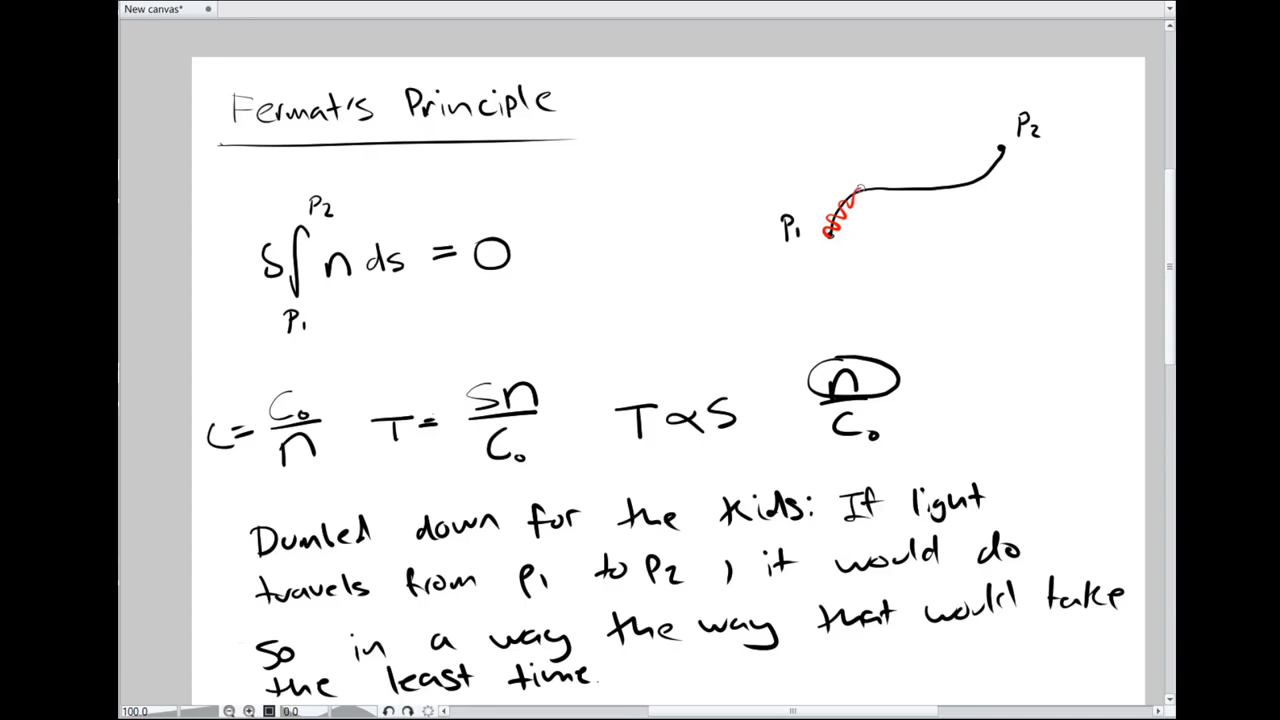 New canvas*
Fermat's Principle
P2
P1
δ∫ n ds = 0
P2
P1
c = c₀/n T = sn/c₀ T ∝ S n/c₀
Dumbed down for the kids: If light
travels from P1 to P2, it would do
so in a way the way that would take
the least time.
100.0 0.0